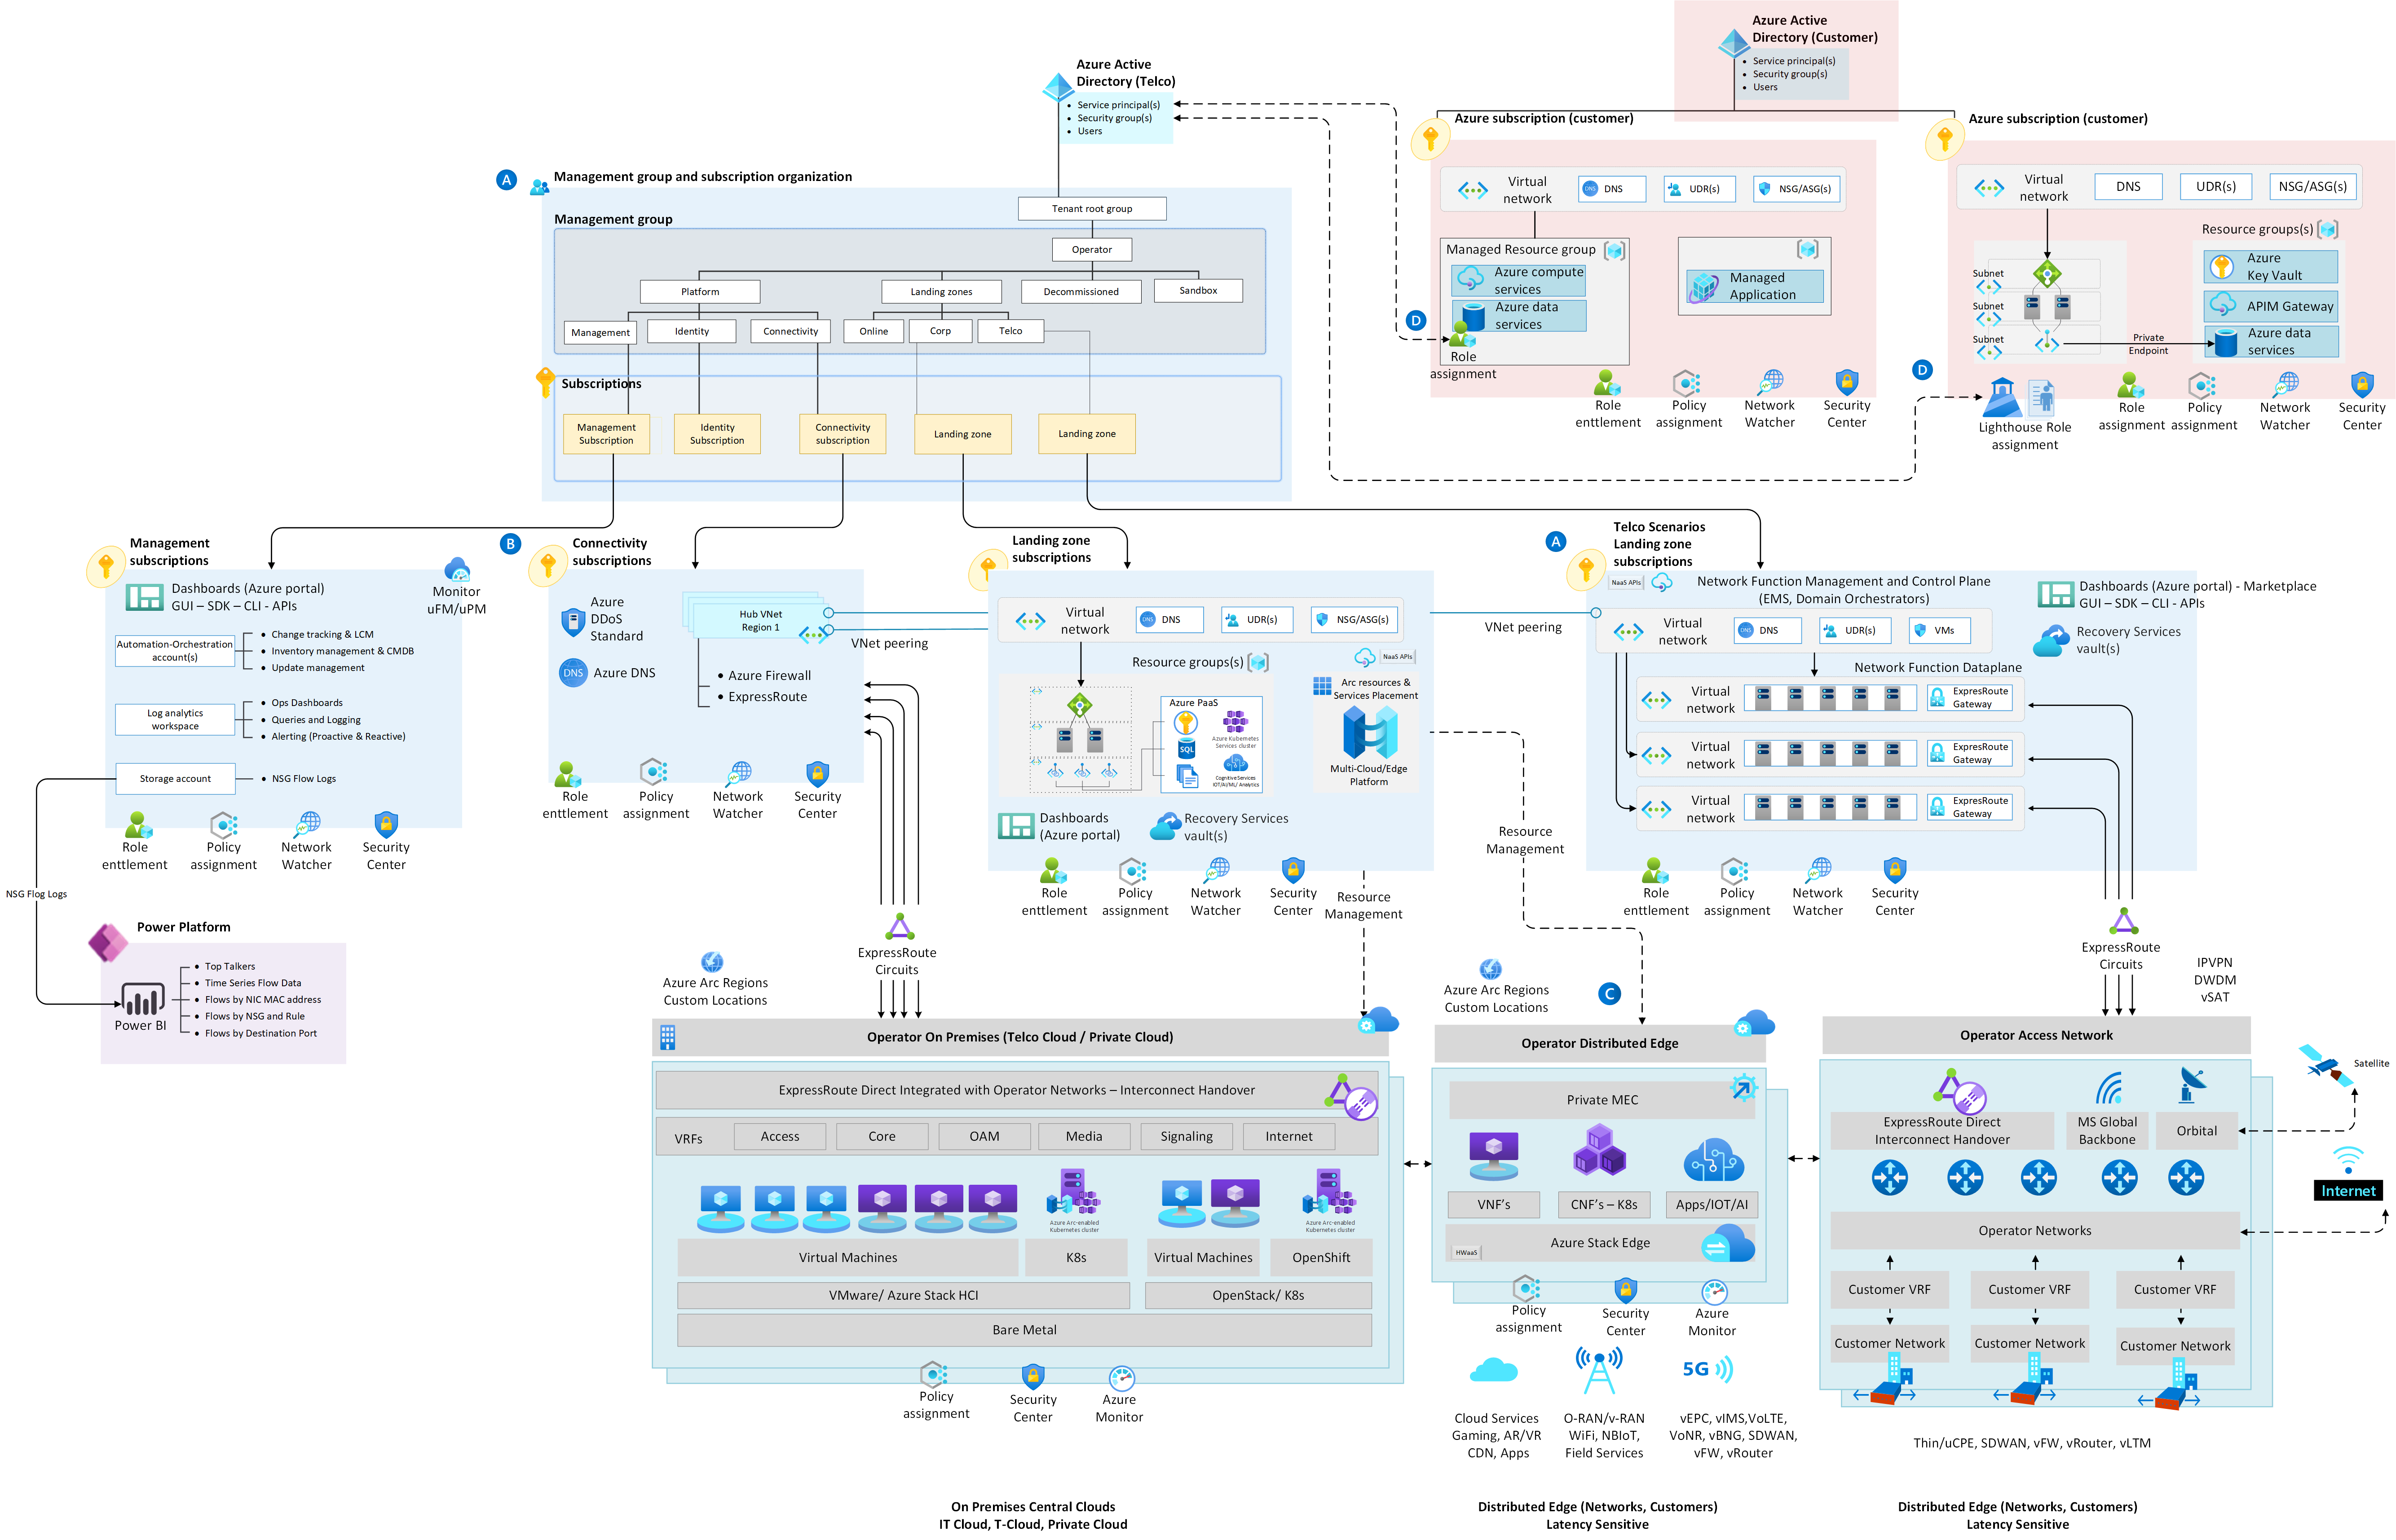 Azure Active
Directory (Customer)
Service principal(s)
Security group(s)
Users
Azure Active
Directory (Telco)
Service principal(s)
Security group(s)
Users
Azure subscription (customer)
Virtual
network
DNS
UDR(s)
NSG/ASG(s)
Managed Resource group
Azure compute
services
Azure data
services
Role
assignment
Managed
Application
D
Role
enttlement
Policy
assignment
Network
Watcher
Security
Center
Azure subscription (customer)
Virtual
network
DNS
UDR(s)
NSG/ASG(s)
Resource groups(s)
Subnet
Subnet
Subnet
Private
Endpoint
Azure
Key Vault
APIM Gateway
Azure data
services
D
Lighthouse Role
assignment
Role
assignment
Policy
assignment
Network
Watcher
Security
Center
A
Management group and subscription organization
Management group
Tenant root group
Operator
Platform
Landing zones
Decommissioned
Sandbox
Management
Identity
Connectivity
Online
Corp
Telco
Subscriptions
Management
Subscription
Identity
Subscription
Connectivity
subscription
Landing zone
Landing zone
Management
subscriptions
Dashboards (Azure portal)
GUI – SDK – CLI - APIs
Monitor
uFM/uPM
Automation-Orchestration
account(s)
Change tracking & LCM
Inventory management & CMDB
Update management
Log analytics
workspace
Ops Dashboards
Queries and Logging
Alerting (Proactive & Reactive)
Storage account
NSG Flow Logs
Role
enttlement
Policy
assignment
Network
Watcher
Security
Center
NSG Flog Logs
Power Platform
Power BI
Top Talkers
Time Series Flow Data
Flows by NIC MAC address
Flows by NSG and Rule
Flows by Destination Port
B
Connectivity
subscriptions
Azure
DDoS
Standard
DNS
Azure DNS
Hub VNet
Region 1
Azure Firewall
ExpressRoute
VNet peering
Role
enttlement
Policy
assignment
Network
Watcher
Security
Center
Landing zone
subscriptions
Virtual
network
DNS
UDR(s)
NSG/ASG(s)
Resource groups(s)
NaaS APIs
Azure PaaS
SQL
Azure Kubernetes
Services cluster
Cognitive Services
IOT/AI/ML/ Analytics
Arc resources &
Services Placement
Multi-Cloud/Edge
Platform
Dashboards
(Azure portal)
Recovery Services
vault(s)
Role
enttlement
Policy
assignment
Network
Watcher
Security
Center
Resource
Management
Resource
Management
VNet peering
A
Telco Scenarios
Landing zone
subscriptions
NaaS APIs
Network Function Management and Control Plane
(EMS, Domain Orchestrators)
Virtual
network
DNS
UDR(s)
VMs
Dashboards (Azure portal) - Marketplace
GUI – SDK – CLI - APIs
Recovery Services
vault(s)
Network Function Dataplane
Virtual
network
ExpresRoute
Gateway
Virtual
network
ExpresRoute
Gateway
Virtual
network
ExpresRoute
Gateway
Role
enttlement
Policy
assignment
Network
Watcher
Security
Center
ExpressRoute
Circuits
Azure Arc Regions
Custom Locations
Azure Arc Regions
Custom Locations
C
ExpressRoute
Circuits
IPVPN
DWDM
vSAT
Operator On Premises (Telco Cloud / Private Cloud)
ExpressRoute Direct Integrated with Operator Networks – Interconnect Handover
VRFs
Access
Core
OAM
Media
Signaling
Internet
Azure Arc-enabled
Kubernetes cluster
Azure Arc-enabled
Kubernetes cluster
Virtual Machines
K8s
Virtual Machines
OpenShift
VMware/ Azure Stack HCI
OpenStack/ K8s
Bare Metal
Policy
assignment
Security
Center
Azure
Monitor
Operator Distributed Edge
Private MEC
VNF's
CNF's – K8s
Apps/IOT/AI
Azure Stack Edge
HWaaS
Policy
assignment
Security
Center
Azure
Monitor
5G
Cloud Services
Gaming, AR/VR
CDN, Apps
O-RAN/v-RAN
WiFi, NBIoT,
Field Services
vEPC, vIMS,VoLTE,
VoNR, vBNG, SDWAN,
vFW, vRouter
Operator Access Network
ExpressRoute Direct
Interconnect Handover
MS Global
Backbone
Orbital
Satellite
Internet
Operator Networks
Customer VRF
Customer VRF
Customer VRF
Customer Network
Customer Network
Customer Network
Thin/uCPE, SDWAN, vFW, vRouter, vLTM
On Premises Central Clouds
IT Cloud, T-Cloud, Private Cloud
Distributed Edge (Networks, Customers)
Latency Sensitive
Distributed Edge (Networks, Customers)
Latency Sensitive